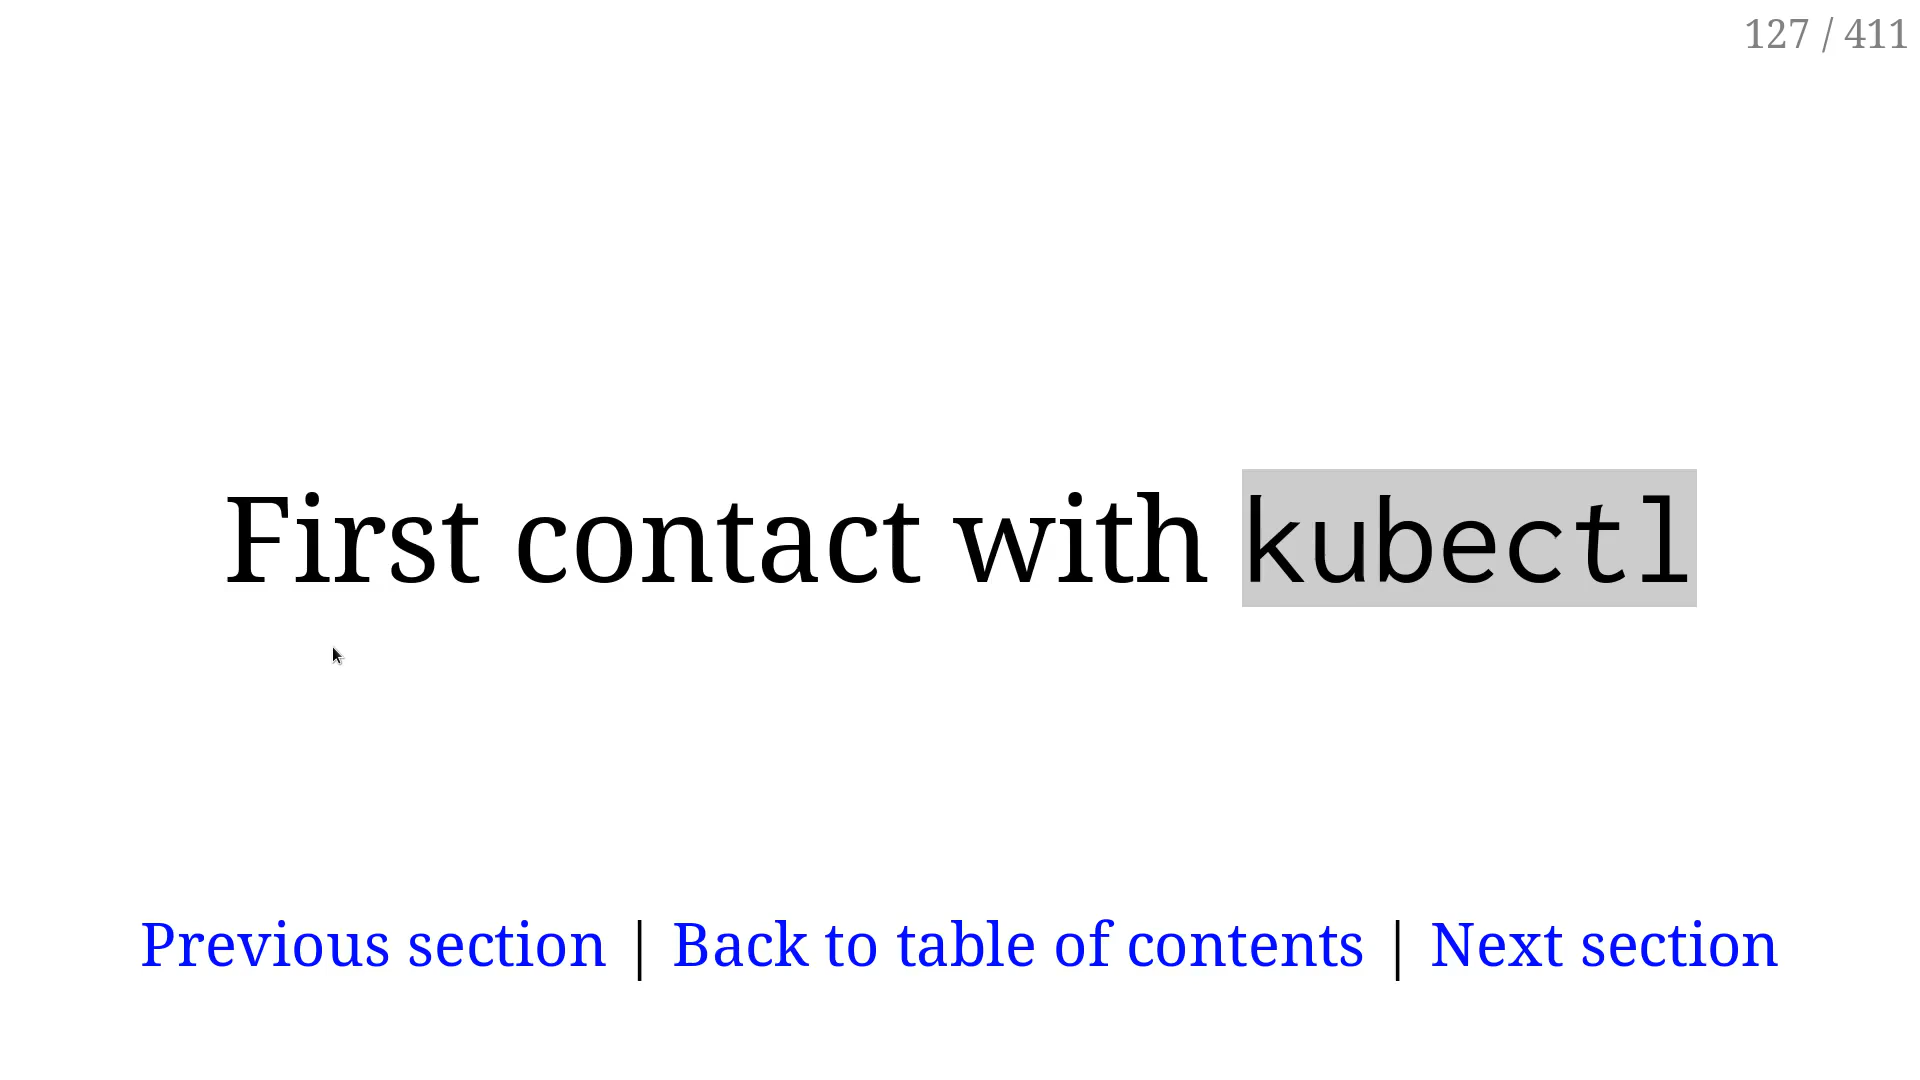 127 / 411
First contact with kubectl
Previous section | Back to table of contents | Next section